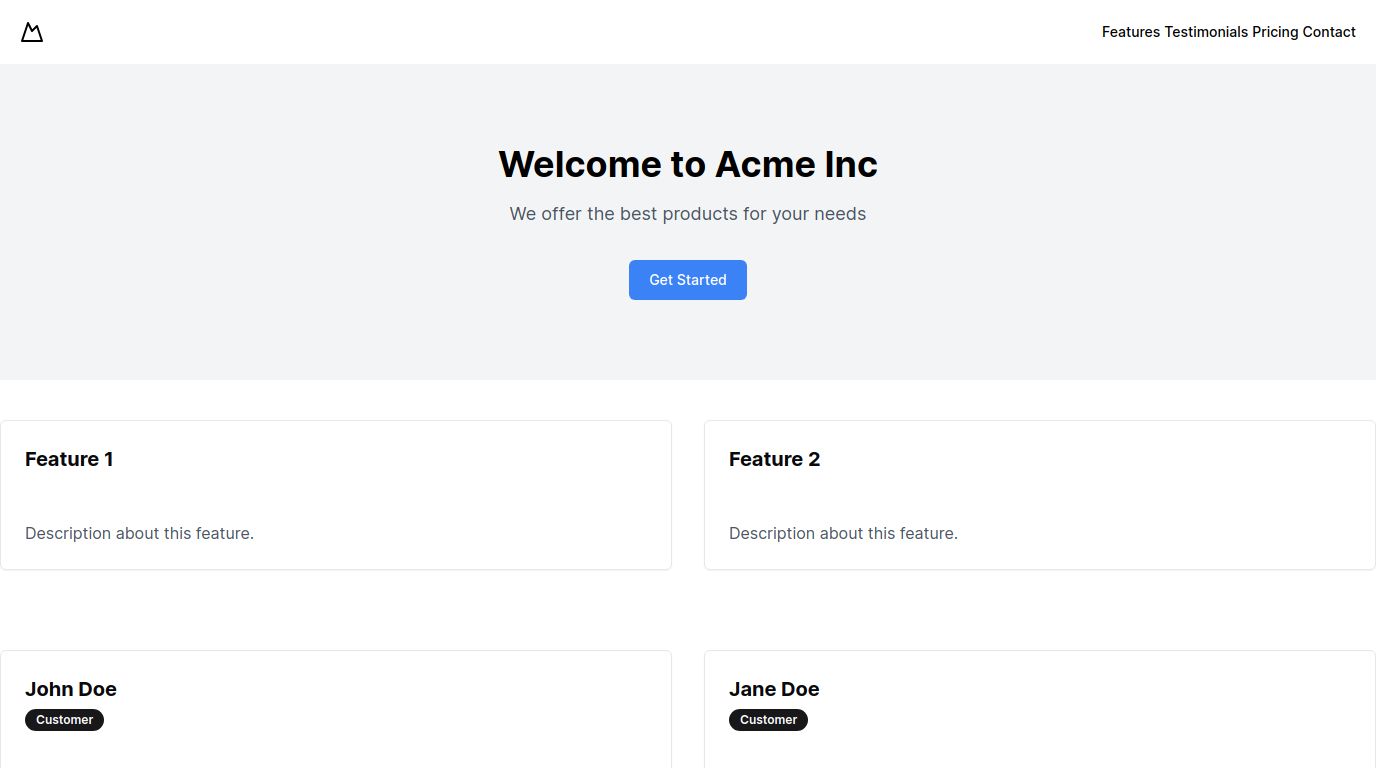 Features Testimonials Pricing Contact
Welcome to Acme Inc
We offer the best products for your needs
Get Started
Feature 1
Description about this feature.
Feature 2
Description about this feature.
John Doe
Customer
Jane Doe
Customer